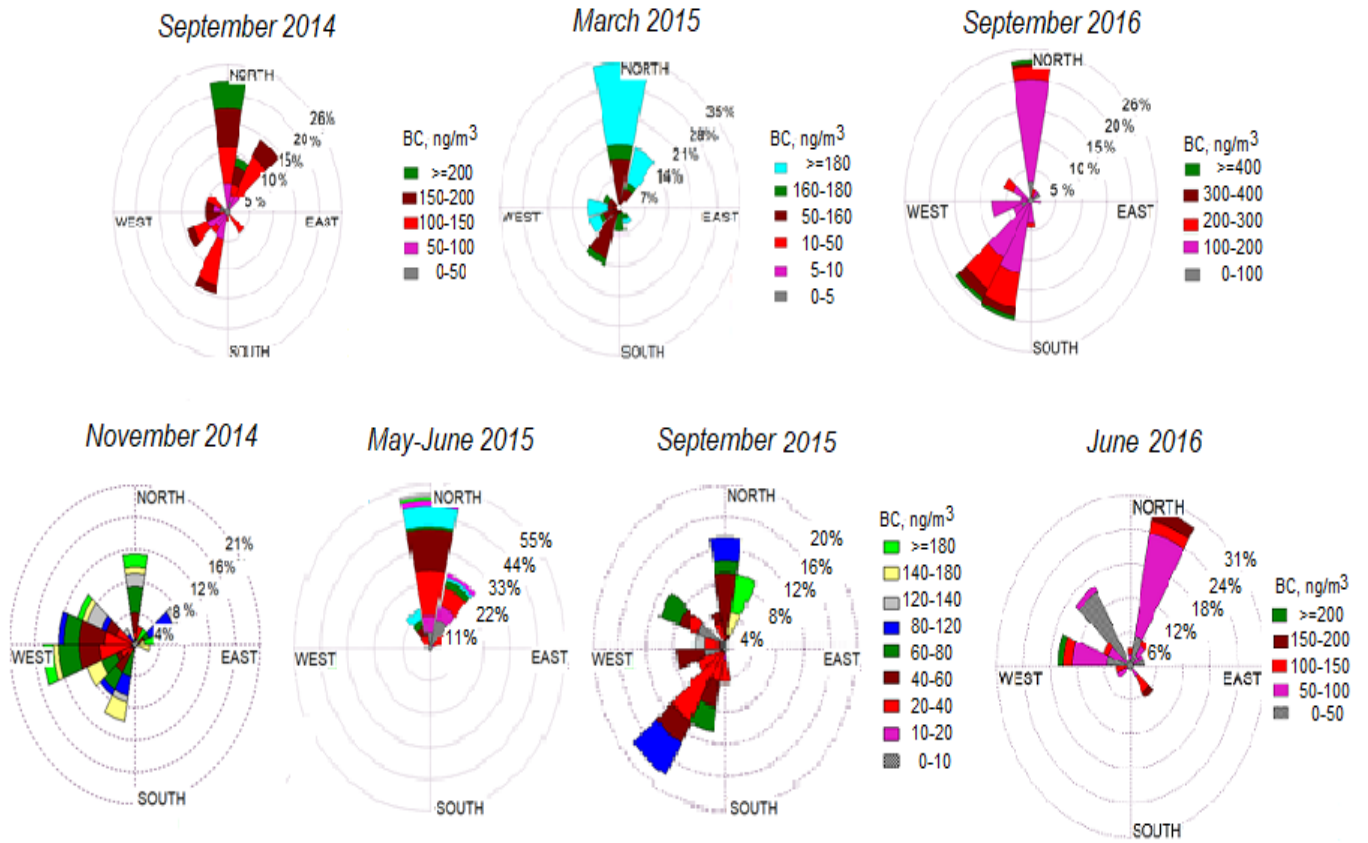 September 2014
NORTH
26%
20%
15%
10%
5%
WEST
EAST
SOUTH
BC, ng/m3
>=200
150-200
100-150
50-100
0-50
March 2015
NORTH
35%
21%
7%
WEST
EAST
SOUTH
BC, ng/m3
>=180
160-180
50-160
10-50
5-10
0-5
September 2016
NORTH
26%
20%
15%
10%
5%
WEST
EAST
SOUTH
BC, ng/m3
>=400
300-400
200-300
100-200
0-100
November 2014
NORTH
21%
16%
12%
8%
4%
WEST
EAST
SOUTH
May-June 2015
NORTH
55%
44%
33%
22%
11%
WEST
EAST
SOUTH
September 2015
NORTH
20%
16%
12%
8%
4%
WEST
EAST
SOUTH
BC, ng/m3
>=180
140-180
120-140
80-120
60-80
40-60
20-40
10-20
0-10
June 2016
NORTH
31%
24%
18%
12%
6%
WEST
EAST
SOUTH
BC, ng/m3
>=200
150-200
100-150
50-100
0-50